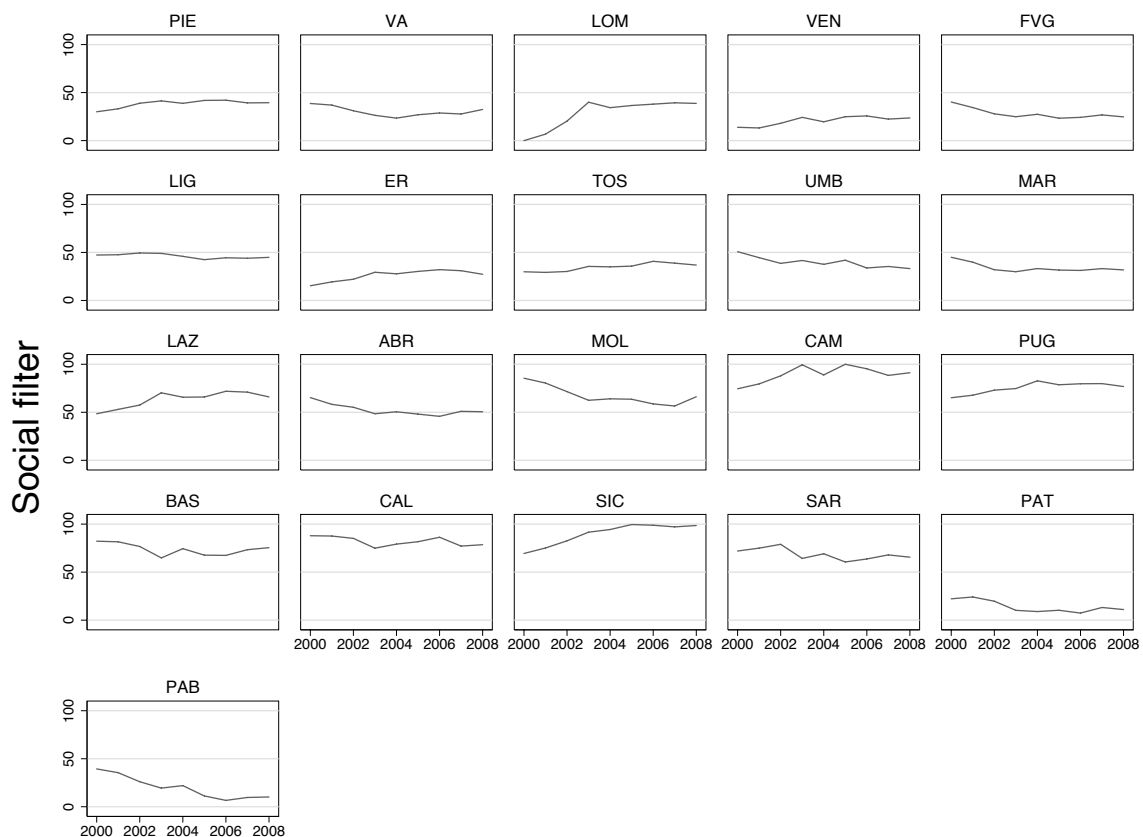 Social filter
PIE VA LOM VEN FVG
100
50
0
LIG ER TOS UMB MAR
100
50
0
LAZ ABR MOL CAM PUG
100
50
0
BAS CAL SIC SAR PAT
100
50
0
2000 2002 2004 2006 2008 2000 2002 2004 2006 2008 2000 2002 2004 2006 2008 2000 2002 2004 2006 2008
PAB
100
50
0
2000 2002 2004 2006 2008